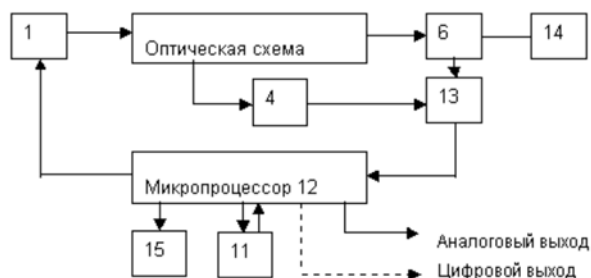 1
Оптическая схема
6
14
4
13
Микропроцессор 12
15
11
Аналоговый выход
Цифровой выход